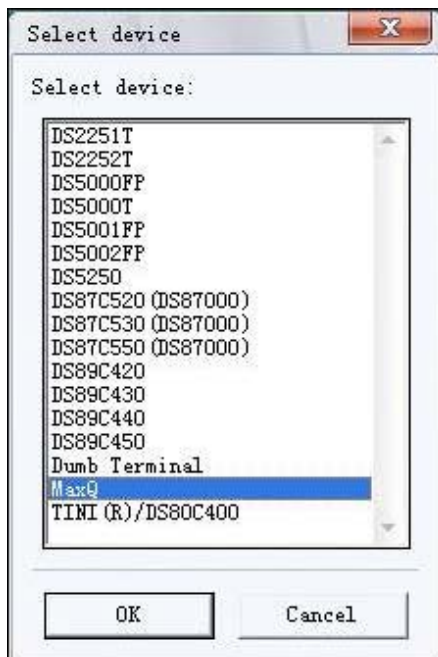 Select device
Select device:
DS2251T
DS2252T
DS5000FP
DS5000T
DS5001FP
DS5002FP
DS5250
DS87C520 (DS87000)
DS87C530 (DS87000)
DS87C550 (DS87000)
DS89C420
DS89C430
DS89C440
DS89C450
Dumb Terminal
MaxQ
TINI (R)/DS80C400
OK
Cancel